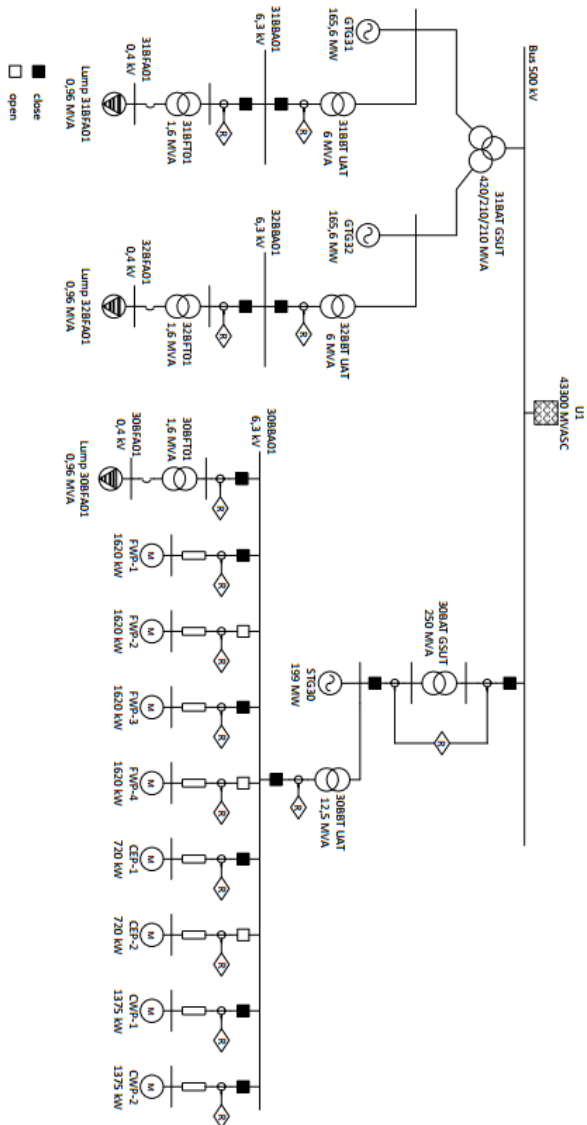 Bus 500 kV
U1
43300 MVASC
31BAT GSUT
420/210/210 MVA
30BAT GSUT
250 MVA
GTG31
165,6 MW
GTG32
165,6 MW
STG30
199 MW
31BBT UAT
6 MVA
32BBT UAT
6 MVA
30BBT UAT
12,5 MVA
31BBA01
6,3 kV
32BBA01
6,3 kV
30BBA01
6,3 kV
R
R
R
R
R
R
31BFT01
1,6 MVA
32BFT01
1,6 MVA
30BFT01
1,6 MVA
R
R
R
R
R
R
R
R
R
31BFA01
0,4 kV
32BFA01
0,4 kV
30BFA01
0,4 kV
M
M
M
M
M
M
M
M
Lump 31BFA01
0,96 MVA
Lump 32BFA01
0,96 MVA
Lump 30BFA01
0,96 MVA
FWP-1
1620 kW
FWP-2
1620 kW
FWP-3
1620 kW
FWP-4
1620 kW
CEP-1
720 kW
CEP-2
720 kW
CWP-1
1375 kW
CWP-2
1375 kW
close
open